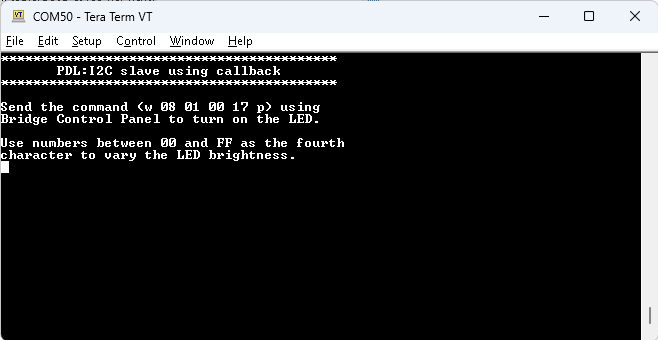 COM50 - Tera Term VT
File Edit Setup Control Window Help
******************************************
PDL:I2C slave using callback
******************************************
Send the command (w 08 01 00 17 p) using
Bridge Control Panel to turn on the LED.
Use numbers between 00 and FF as the fourth
character to vary the LED brightness.